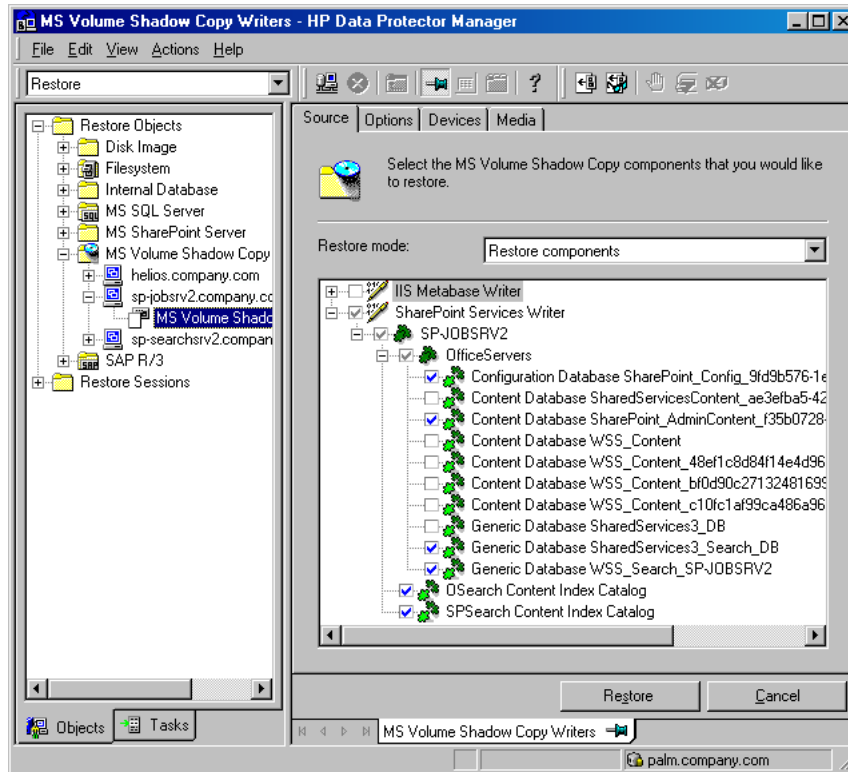 MS Volume Shadow Copy Writers - HP Data Protector Manager
File Edit View Actions Help
Restore
Source Options Devices Media
Restore Objects
Disk Image
Filesystem
Internal Database
MS SQL Server
MS SharePoint Server
MS Volume Shadow Copy
helios.company.com
sp-jobsrv2.company.cc
MS Volume Shado
sp-searchsrv2.compan
SAP R/3
Restore Sessions
Select the MS Volume Shadow Copy components that you would like
to restore.
Restore mode: Restore components
IIS Metabase Writer
SharePoint Services Writer
SP-JOBSRV2
OfficeServers
Configuration Database SharePoint_Config_9fd9b576-1e
Content Database SharedServicesContent_ae3efba5-42
Content Database SharePoint_AdminContent_f35b0728-
Content Database WSS_Content
Content Database WSS_Content_48ef1c8d84f14e4d96
Content Database WSS_Content_bf0d90c27132481699
Content Database WSS_Content_c10fc1af99ca486a96
Generic Database SharedServices3_DB
Generic Database SharedServices3_Search_DB
Generic Database WSS_Search_SP-JOBSRV2
OSearch Content Index Catalog
SPSearch Content Index Catalog
Restore Cancel
Objects Tasks
MS Volume Shadow Copy Writers
palm.company.com